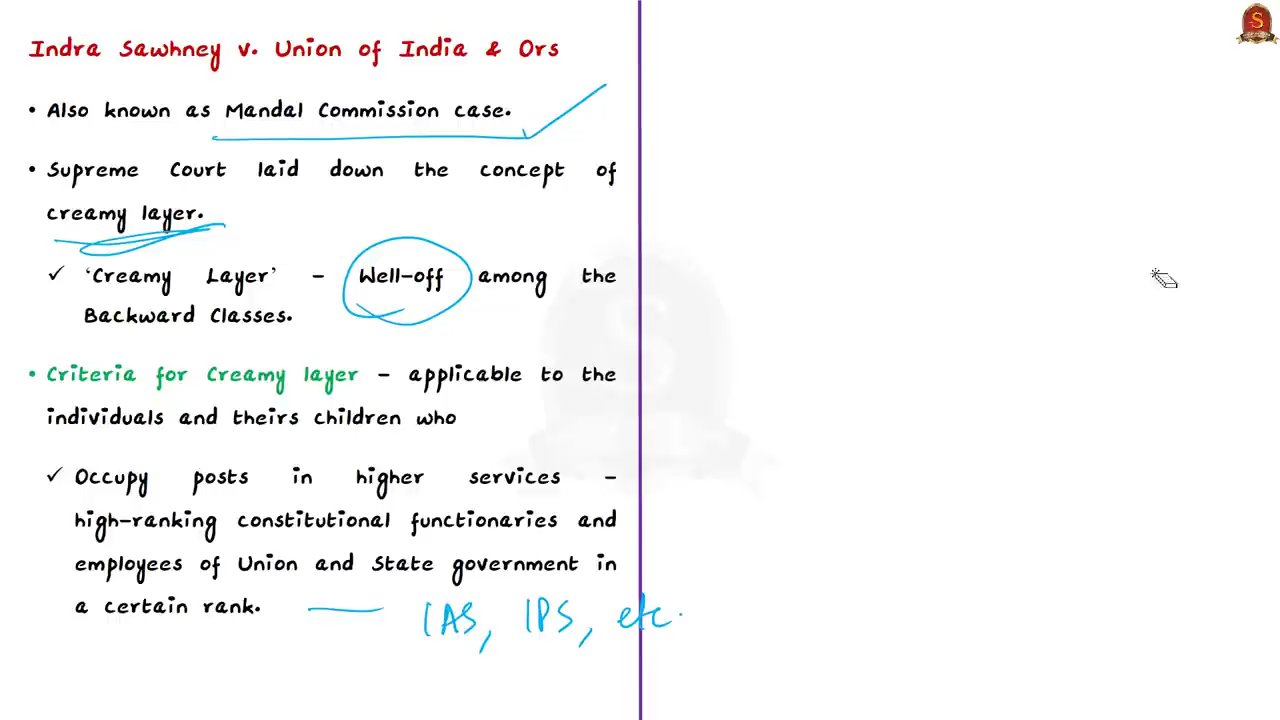 Indra Sawhney v. Union of India & Ors
• Also known as Mandal Commission case.
• Supreme Court laid down the concept of
creamy layer.
✓ 'Creamy Layer' - Well-off among the
Backward Classes.
• Criteria for Creamy layer - applicable to the
individuals and theirs children who
✓ Occupy posts in higher services -
high-ranking constitutional functionaries and
employees of Union and State government in
a certain rank. — IAS, IPS, etc.
S